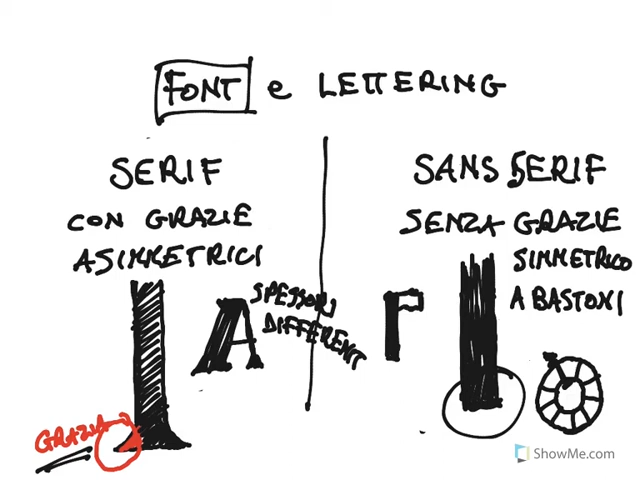 FONT e LETTERING
SERIF
CON GRAZIE
ASIMMETRICI
A
SPESSORI
DIFFERENTI
GRAZIA
SANS SERIF
SENZA GRAZIE
SIMMETRICO
A BASTONI
ShowMe.com